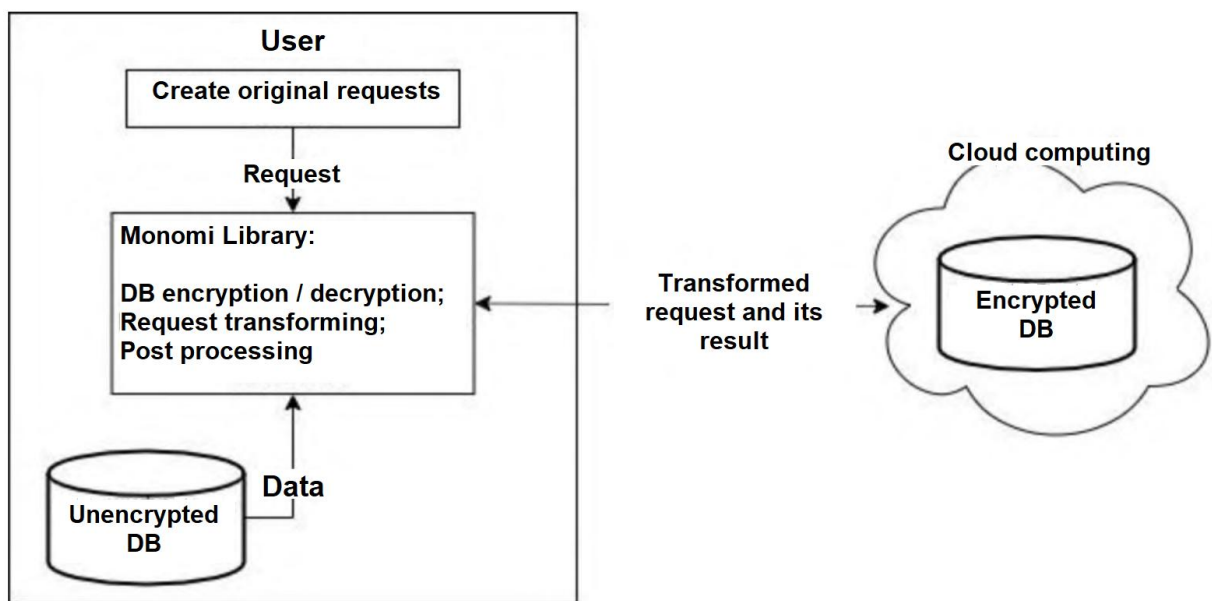 User
Create original requests
Request
Monomi Library:
DB encryption / decryption;
Request transforming;
Post processing
Data
Unencrypted
DB
Transformed
request and its
result
Cloud computing
Encrypted
DB